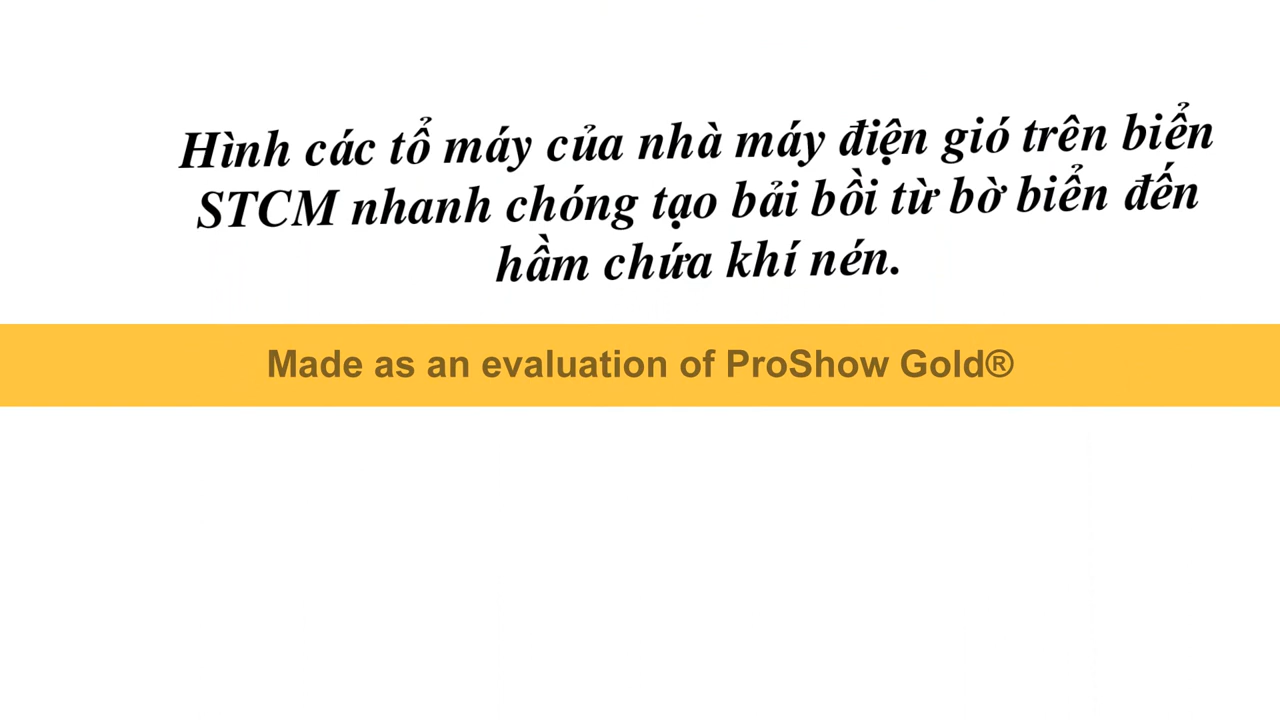 Hình các tổ máy của nhà máy điện gió trên biển
STCM nhanh chóng tạo bải bồi từ bờ biển đến
hầm chứa khí nén.
Made as an evaluation of ProShow Gold®